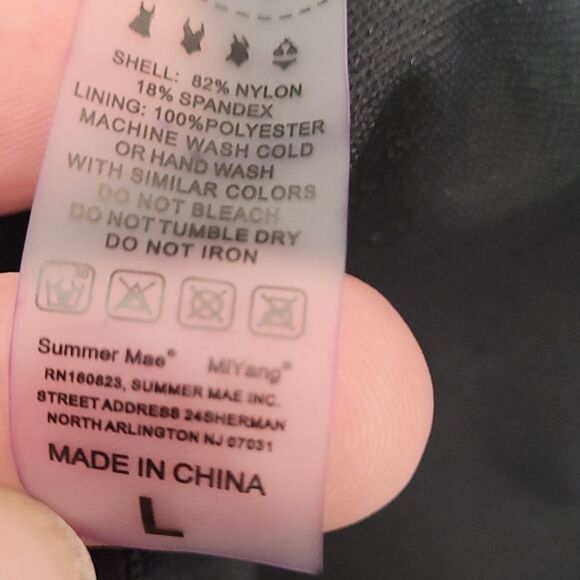 SHELL: 82% NYLON
18% SPANDEX
LINING: 100%POLYESTER
MACHINE WASH COLD
OR HAND WASH
WITH SIMILAR COLORS
DO NOT BLEACH
DO NOT TUMBLE DRY
DO NOT IRON
30
Summer Mae® MiYang®
RN160823, SUMMER MAE INC.
STREET ADDRESS 24SHERMAN
NORTH ARLINGTON NJ 07031
MADE IN CHINA
L